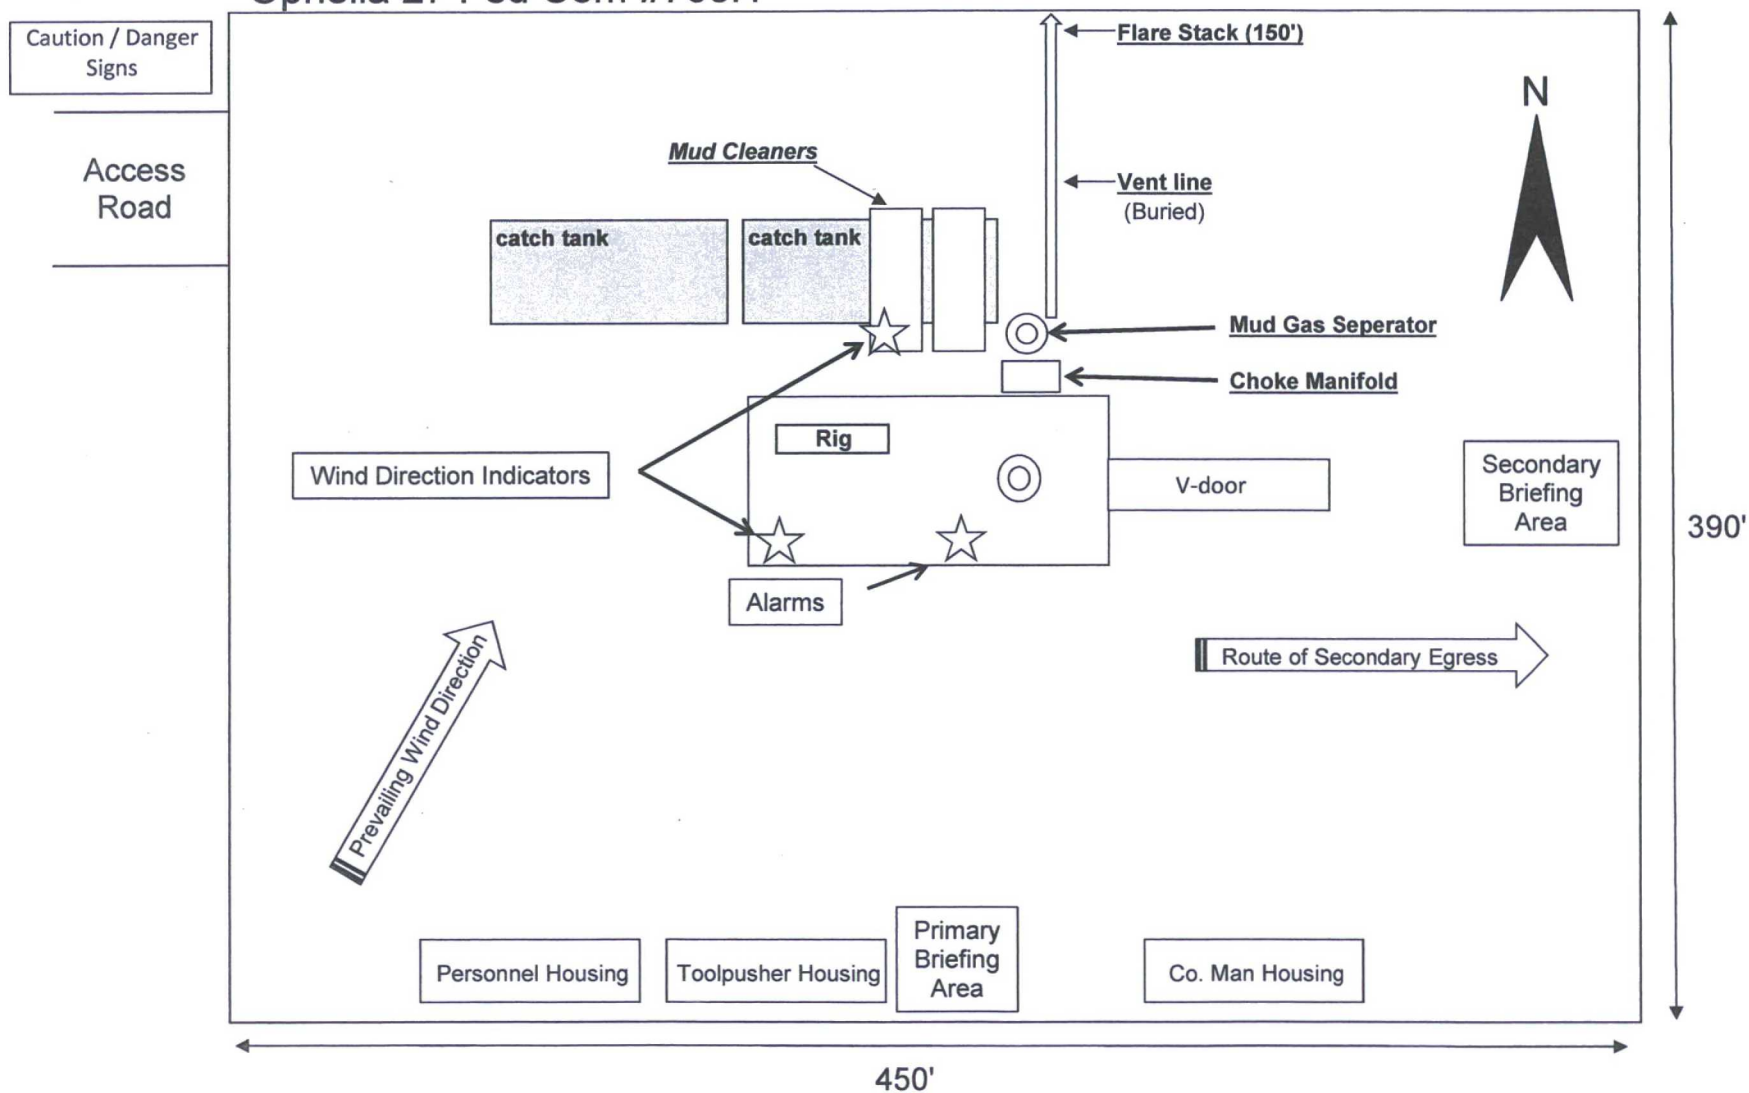 Caution / Danger
Signs
Flare Stack (150')
N
Access
Road
Mud Cleaners
Vent line
(Buried)
catch tank
catch tank
Mud Gas Seperator
Choke Manifold
Rig
Wind Direction Indicators
V-door
Secondary
Briefing
Area
390'
Alarms
Route of Secondary Egress
Prevailing Wind Direction
Personnel Housing
Toolpusher Housing
Primary
Briefing
Area
Co. Man Housing
450'